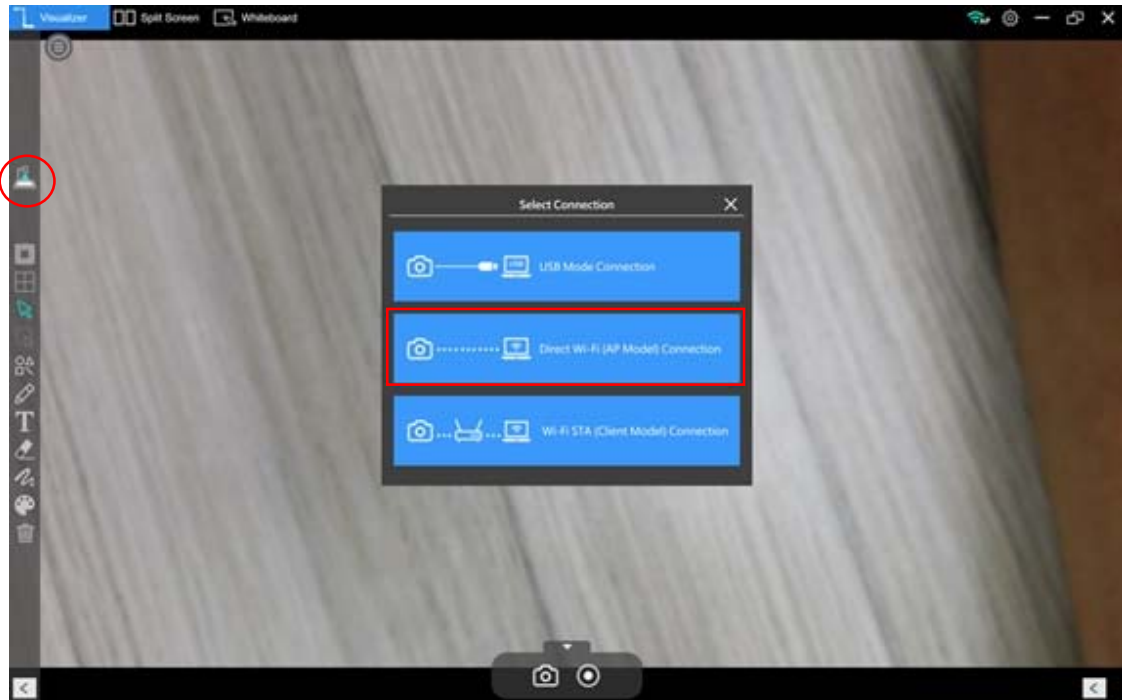 Visualizer
Split Screen
Whiteboard
Select Connection
USB Mode Connection
Direct Wi-Fi (AP Model) Connection
Wi-Fi STA (Client Model) Connection
T